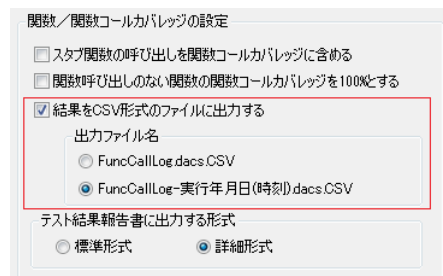 関数/関数コールカバレッジの設定
スタブ関数の呼び出しを関数コールカバレッジに含める
関数呼び出しのない関数の関数コールカバレッジを100%とする
結果をCSV形式のファイルに出力する
出力ファイル名
FuncCallLog.dacs.CSV
FuncCallLog-実行年月日(時刻).dacs.CSV
テスト結果報告書に出力する形式
標準形式 詳細形式